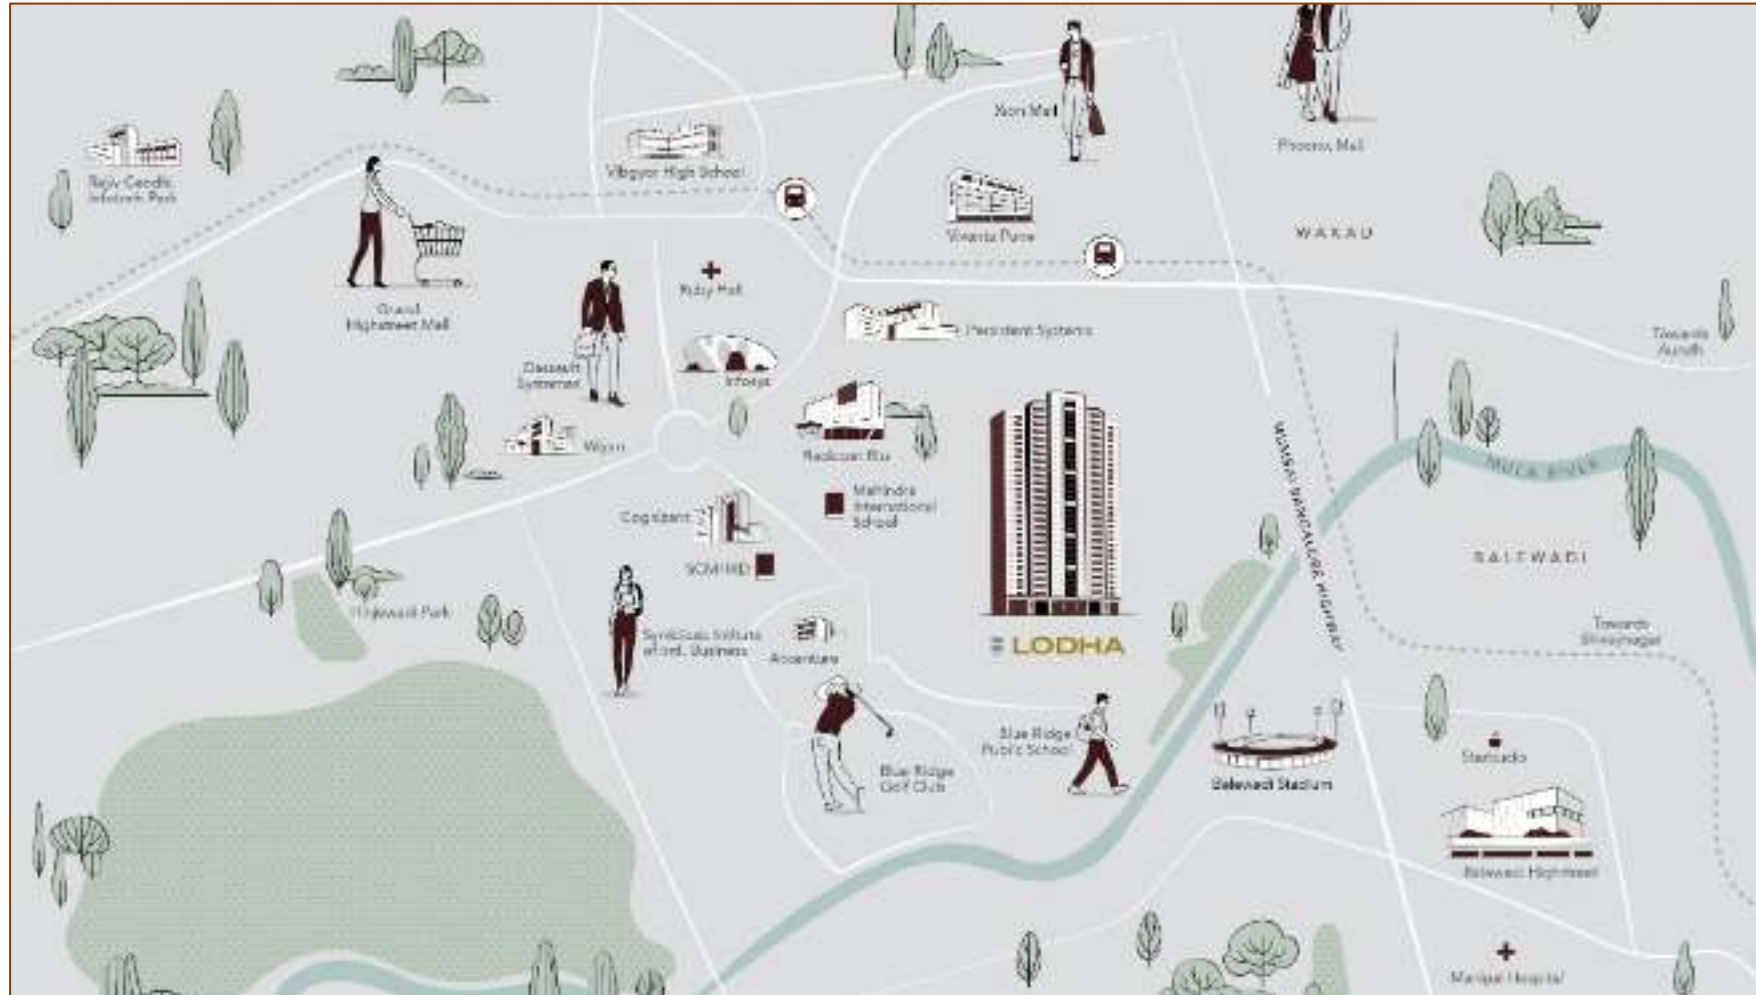 Xion Mall
Phoenix Mall
Rajiv Gandhi
Infotech Park
Vibgyor High School
Vivanta Pune
WAKAD
Ruby Hall
Grand
Highstreet Mall
Persistent Systems
Towards
Aundh
Dassault
Systemes
Infosys
Wipro
Radisson Blu
MULA RIVER
MUMBAI BANGALORE HIGHWAY
Mahindra
International
School
Cognizant
BALEWADI
SCMHRD
Hinjewadi Park
Towards
Shivajinagar
of Int. Business
LODHA
Accenture
Blue Ridge
Public School
Starbucks
Blue Ridge
Golf Club
Balewadi Stadium
Balewadi Highstreet
Manipal Hospital